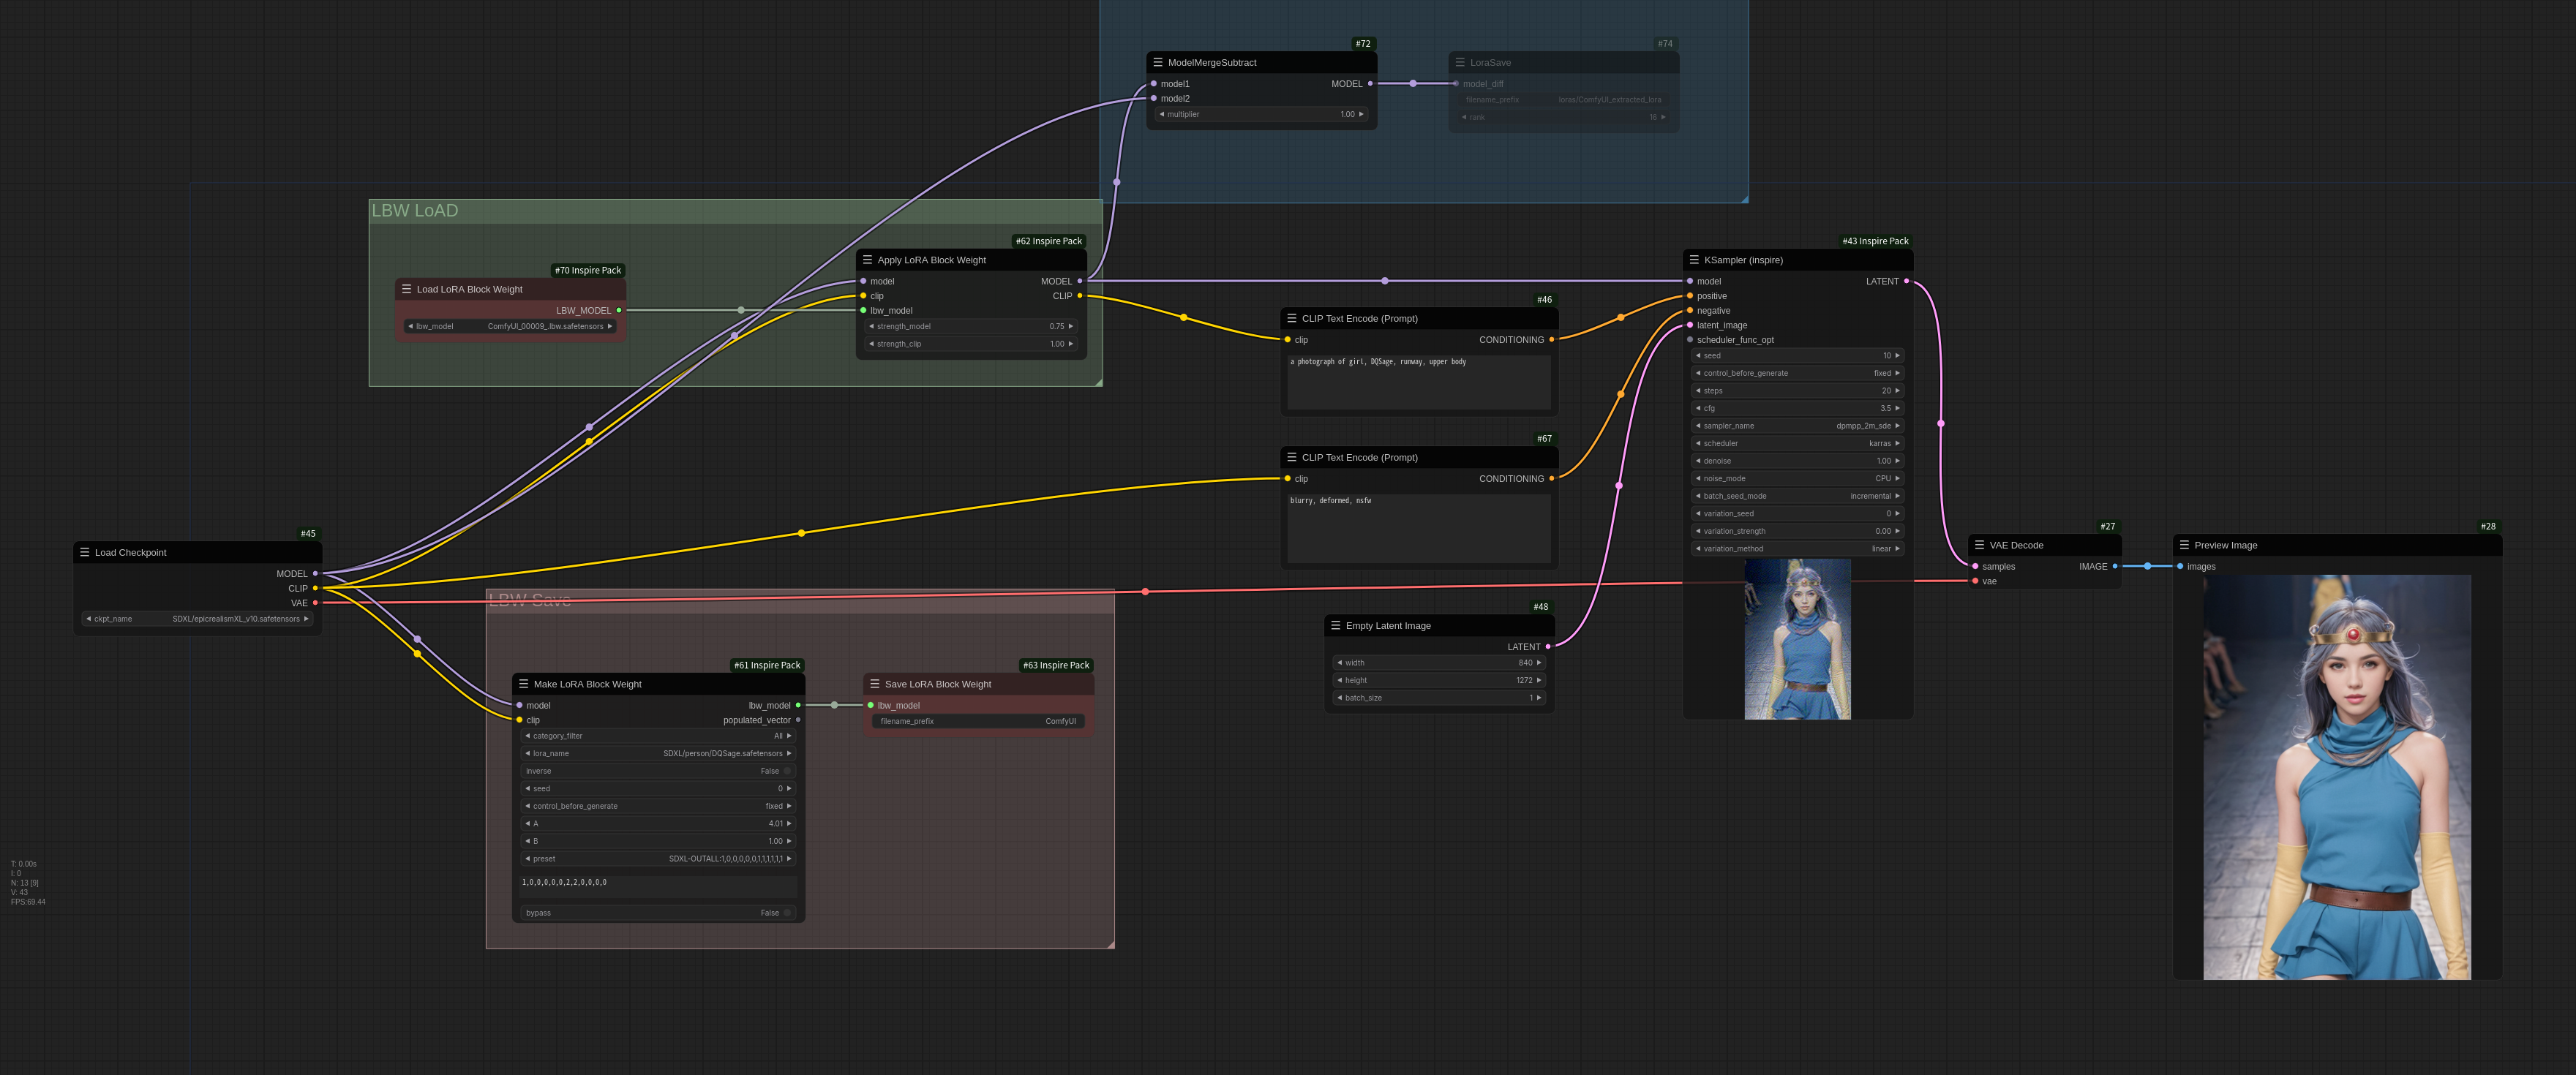 #72
ModelMergeSubtract
model1
MODEL
model2
multiplier 1.00
#74
LoraSave
model_diff
filename_prefix loras/ComfyUI_extracted_lora
rank 16
LBW LoAD
#70 Inspire Pack
Load LoRA Block Weight
LBW_MODEL
lbw_model ComfyUI_00009_.lbw.safetensors
#62 Inspire Pack
Apply LoRA Block Weight
model MODEL
clip CLIP
lbw_model
strength_model 0.75
strength_clip 1.00
#46
CLIP Text Encode (Prompt)
clip CONDITIONING
a photograph of girl, DQSage, runway, upper body
#67
CLIP Text Encode (Prompt)
clip CONDITIONING
blurry, deformed, nsfw
#43 Inspire Pack
KSampler (inspire)
model LATENT
positive
negative
latent_image
scheduler_func_opt
seed 10
control_before_generate fixed
steps 20
cfg 3.5
sampler_name dpmpp_2m_sde
scheduler karras
denoise 1.00
noise_mode CPU
batch_seed_mode incremental
variation_seed 0
variation_strength 0.00
variation_method linear
#45
Load Checkpoint
MODEL
CLIP
VAE
ckpt_name SDXL/epicrealismXL_v10.safetensors
LBW Save
#61 Inspire Pack
Make LoRA Block Weight
model lbw_model
clip populated_vector
category_filter All
lora_name SDXL/person/DQSage.safetensors
inverse False
seed 0
control_before_generate fixed
A 4.01
B 1.00
preset SDXL-OUTALL:1,0,0,0,0,0,1,1,1,1,1,1
1,0,0,0,0,0,2,2,0,0,0,0
bypass False
#63 Inspire Pack
Save LoRA Block Weight
lbw_model
filename_prefix ComfyUI
#48
Empty Latent Image
LATENT
width 840
height 1272
batch_size 1
#27
VAE Decode
samples IMAGE
vae
#28
Preview Image
images
T: 0.00s
I: 0
N: 13 [9]
V: 43
FPS:69.44